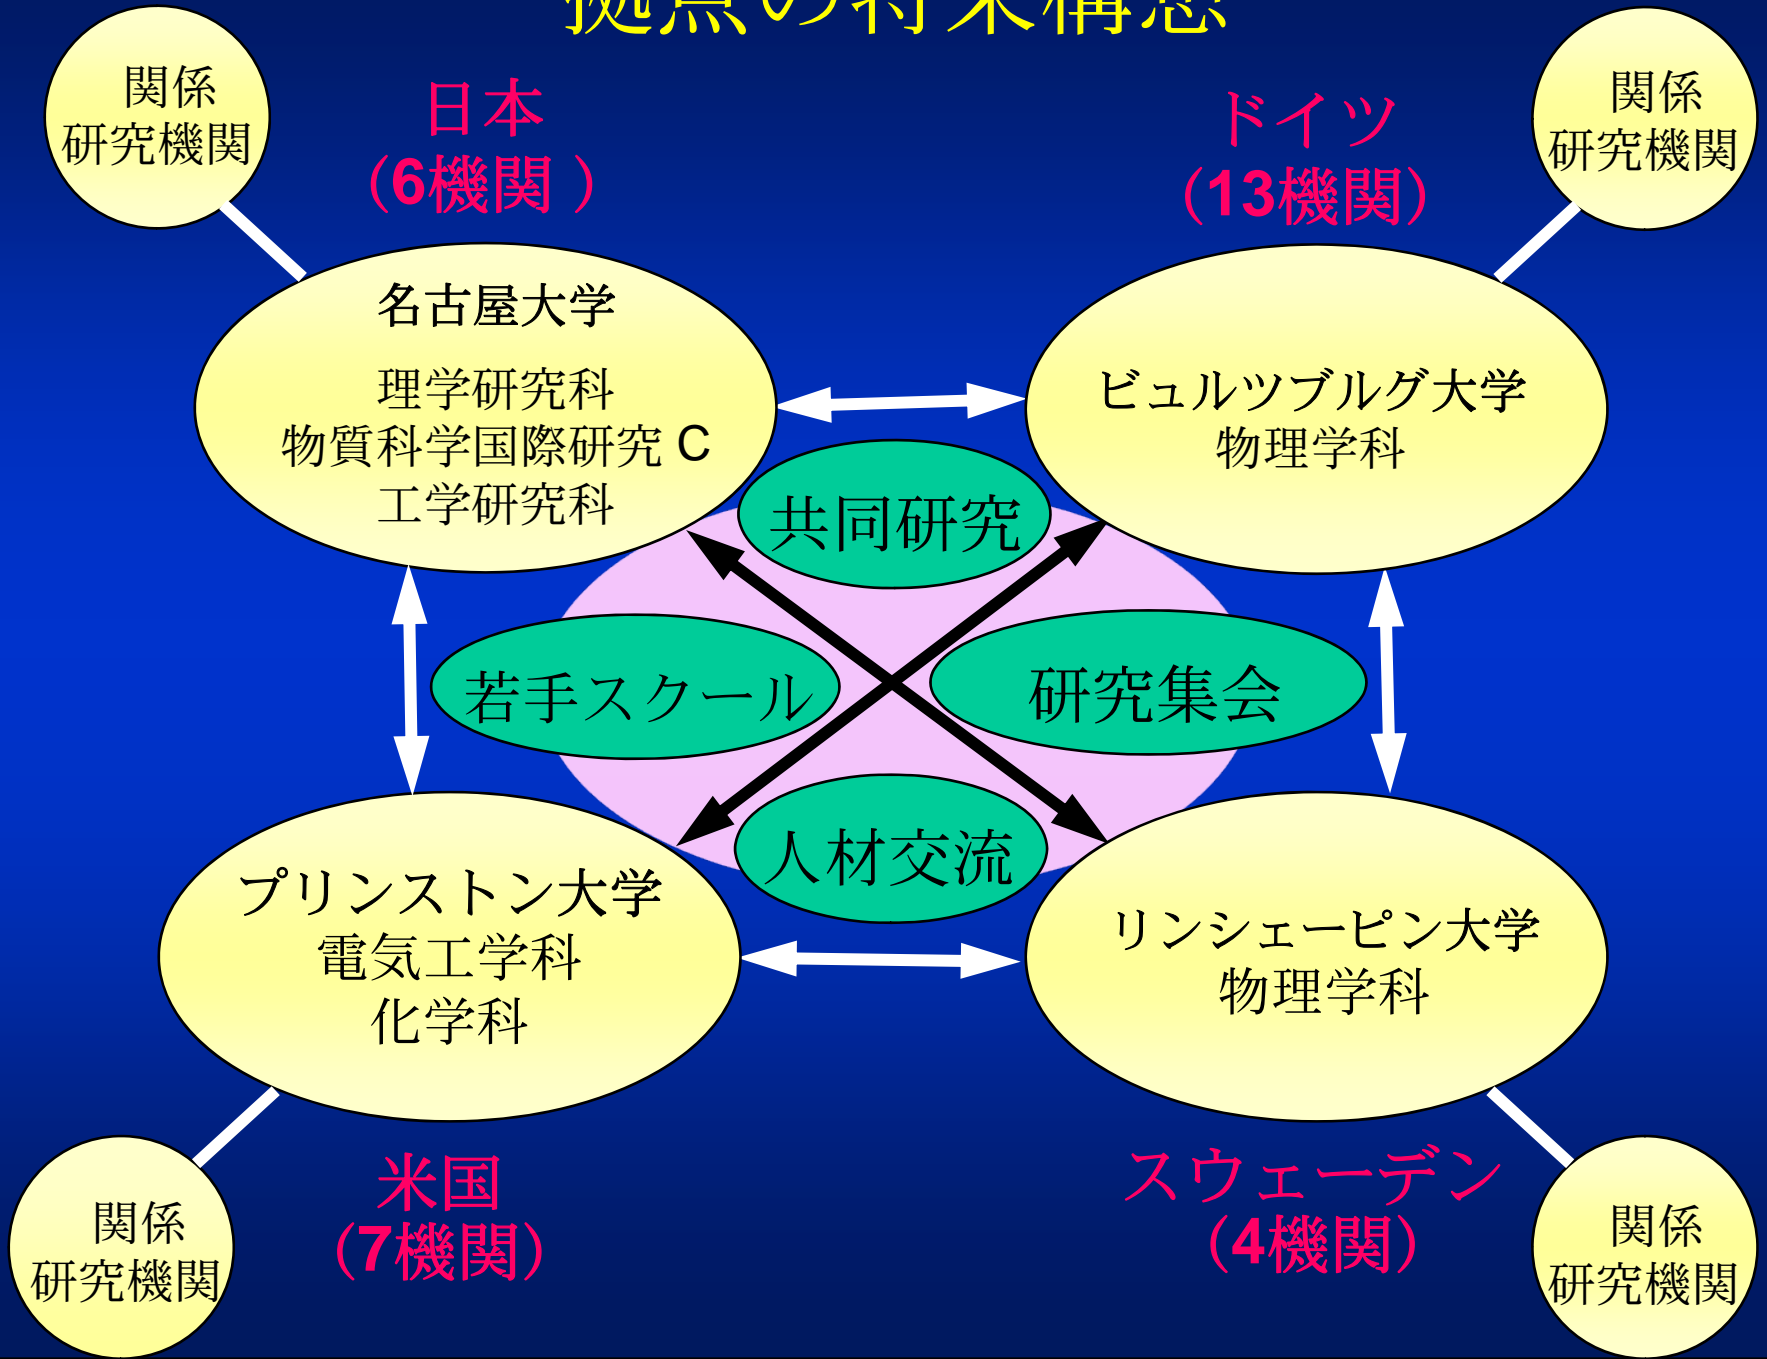 拠点の将来構想
関係
研究機関
日本
(6機関 )
ドイツ
(13機関)
関係
研究機関
名古屋大学
理学研究科
物質科学国際研究 C
工学研究科
ビュルツブルグ大学
物理学科
共同研究
若手スクール
研究集会
人材交流
プリンストン大学
電気工学科
化学科
リンシェーピン大学
物理学科
関係
研究機関
米国
(7機関)
スウェーデン
(4機関)
関係
研究機関